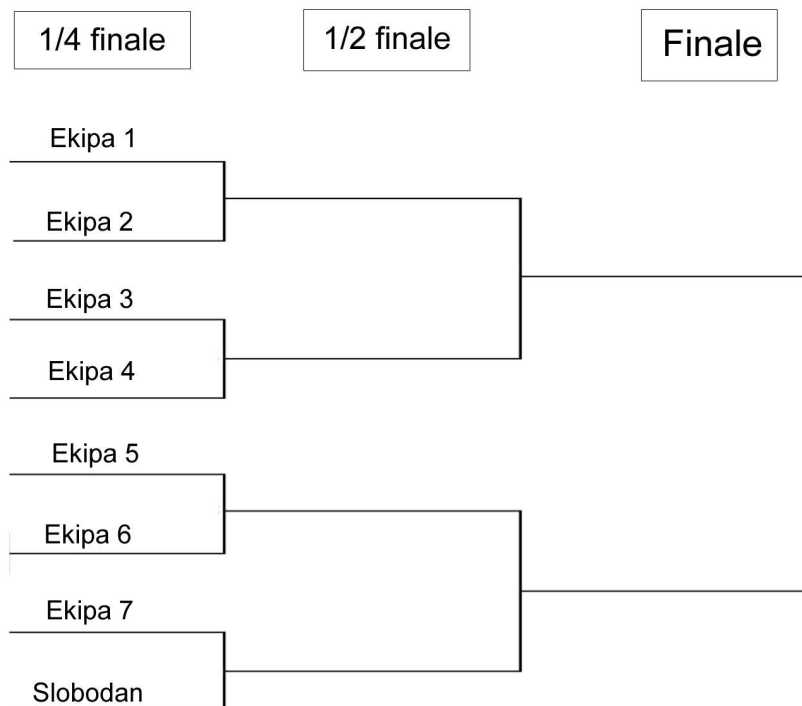 1/4 finale
1/2 finale
Finale
Ekipa 1
Ekipa 2
Ekipa 3
Ekipa 4
Ekipa 5
Ekipa 6
Ekipa 7
Slobodan